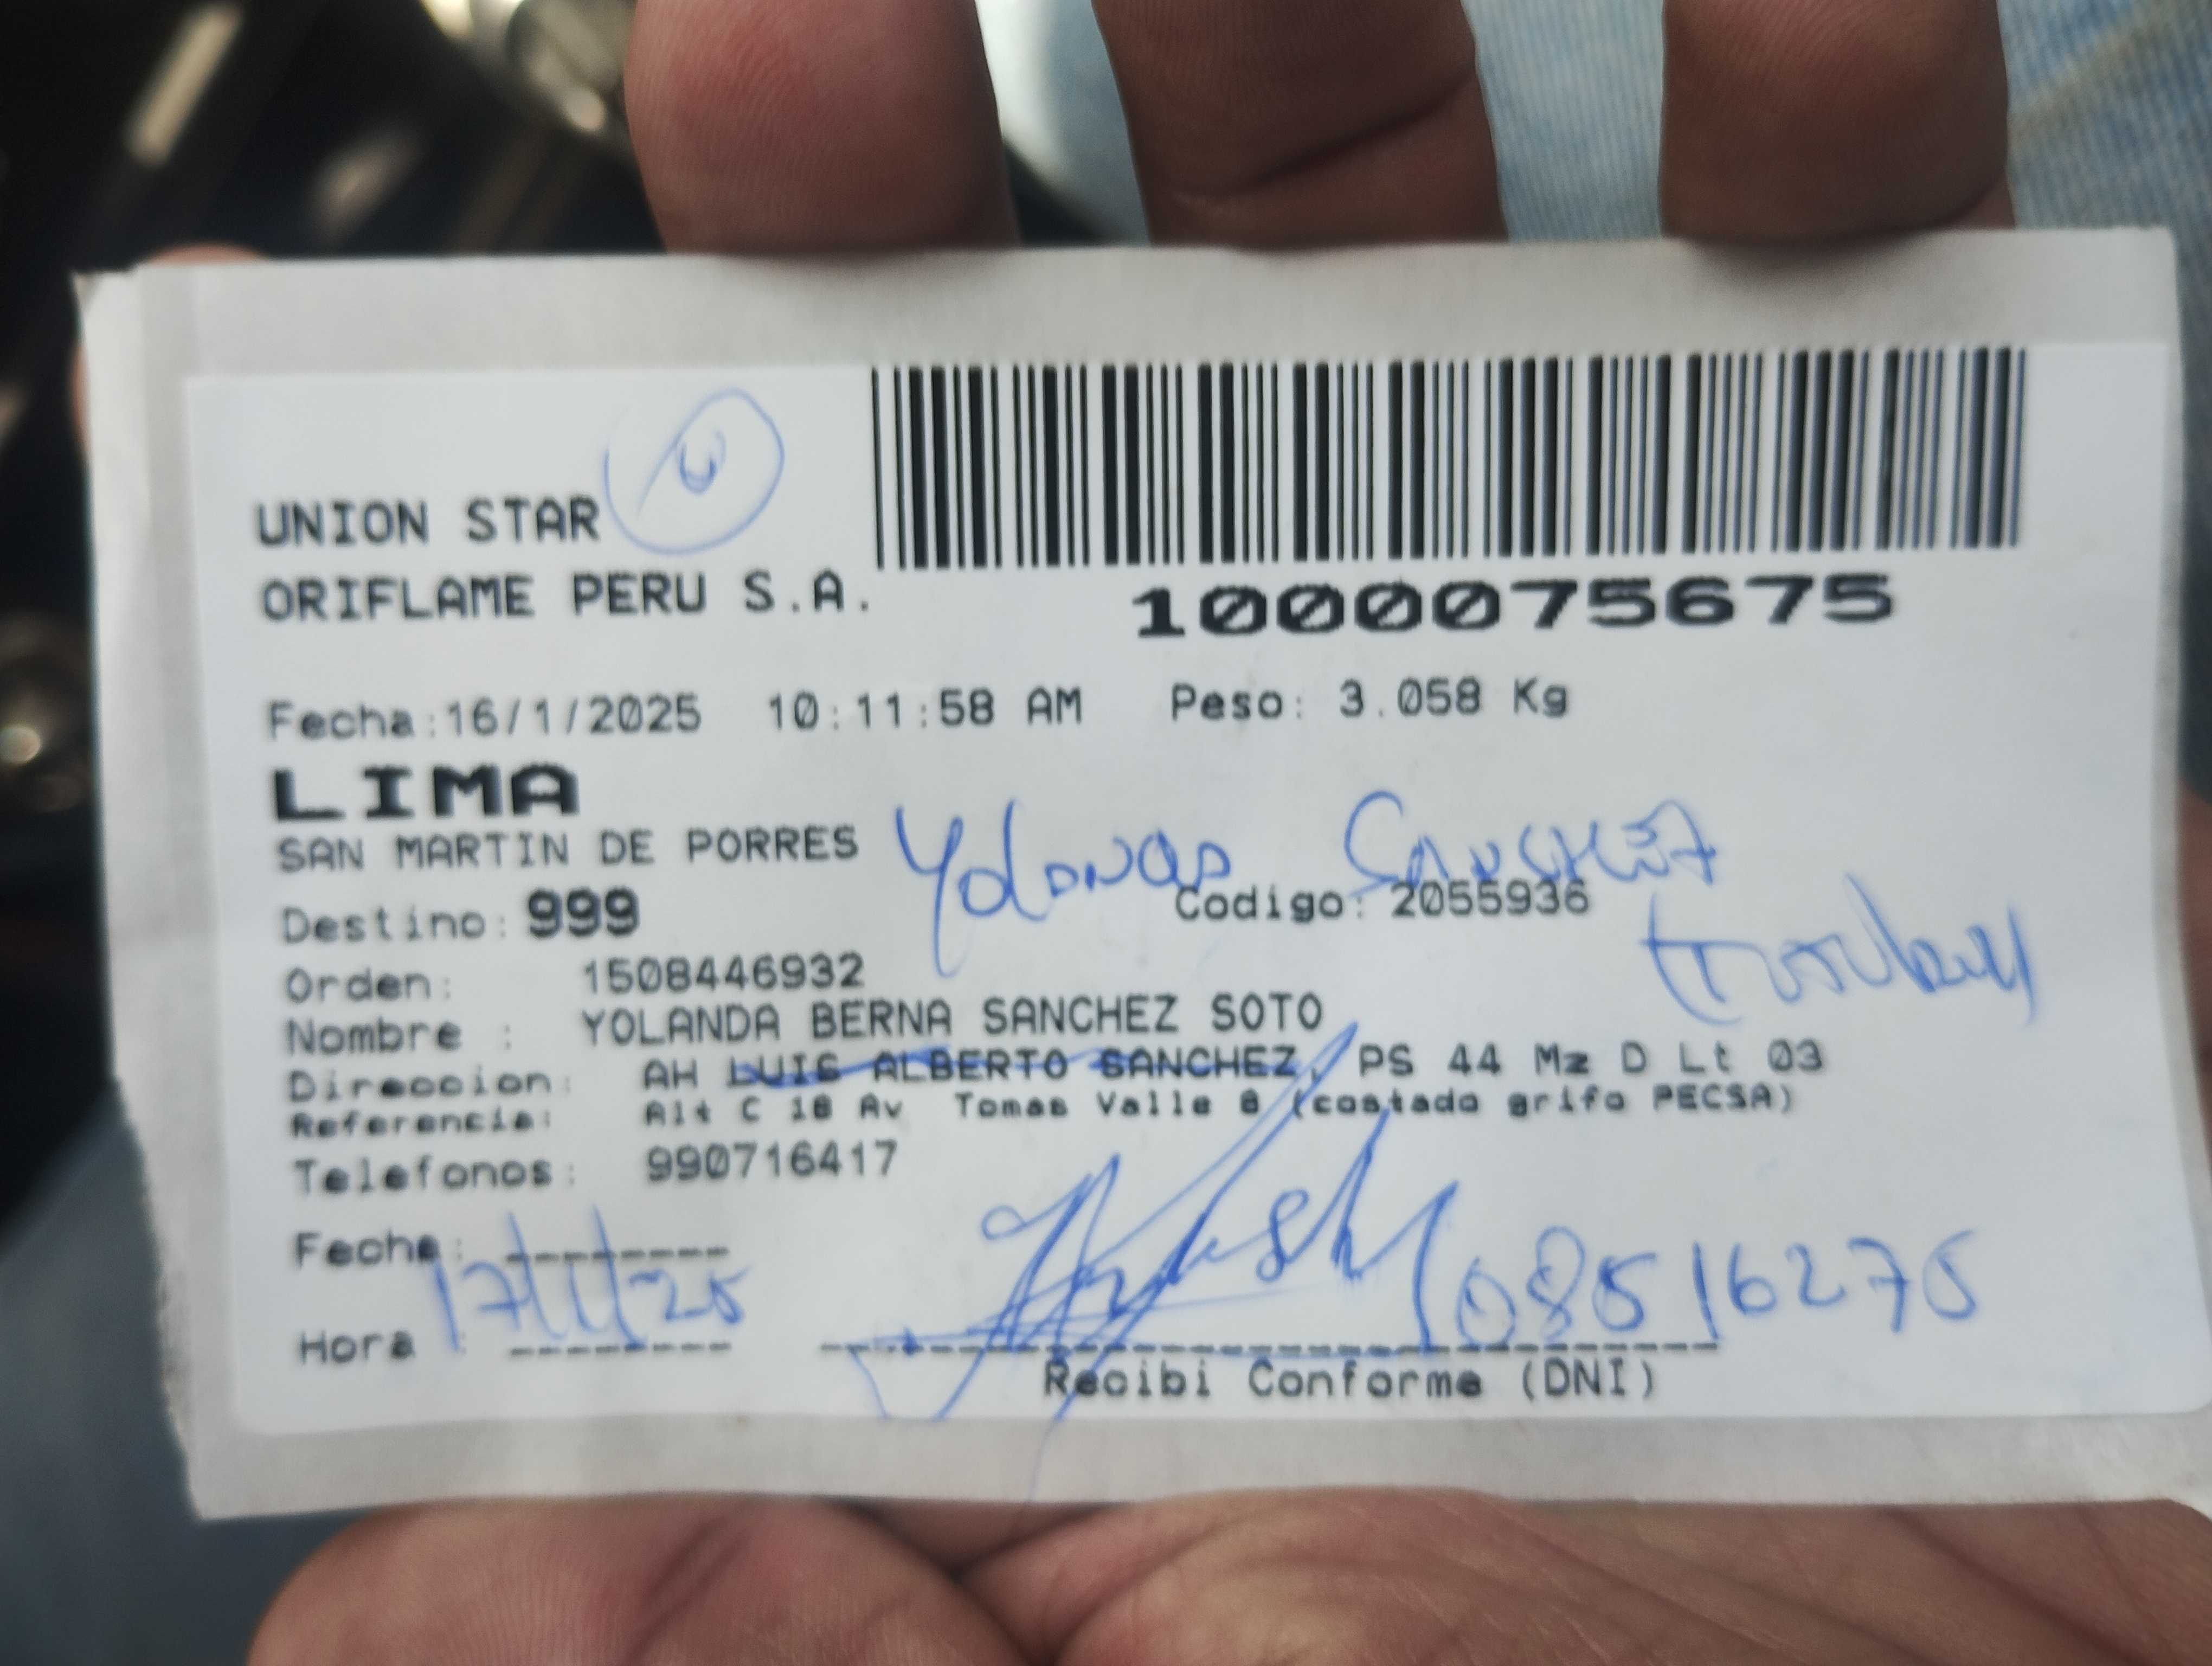 UNION STAR
ORIFLAME PERU S.A.
1000075675
Fecha:16/1/2025 10:11:58 AM Peso: 3.058 Kg
LIMA
SAN MARTIN DE PORRES
Yolanda Sanchez
Destino: 999 Codigo: 2055936
Orden: 1508446932
Nombre : YOLANDA BERNA SANCHEZ SOTO
Direccion: AH LUIS ALBERTO SANCHEZ, PS 44 Mz D Lt 03
Referencia: Alt C 18 Av Tomas Valle 8 (costado grifo PECSA)
Telefonos: 990716417
Fecha: 17/1/25
08516275
Hora :
Recibi Conforme (DNI)